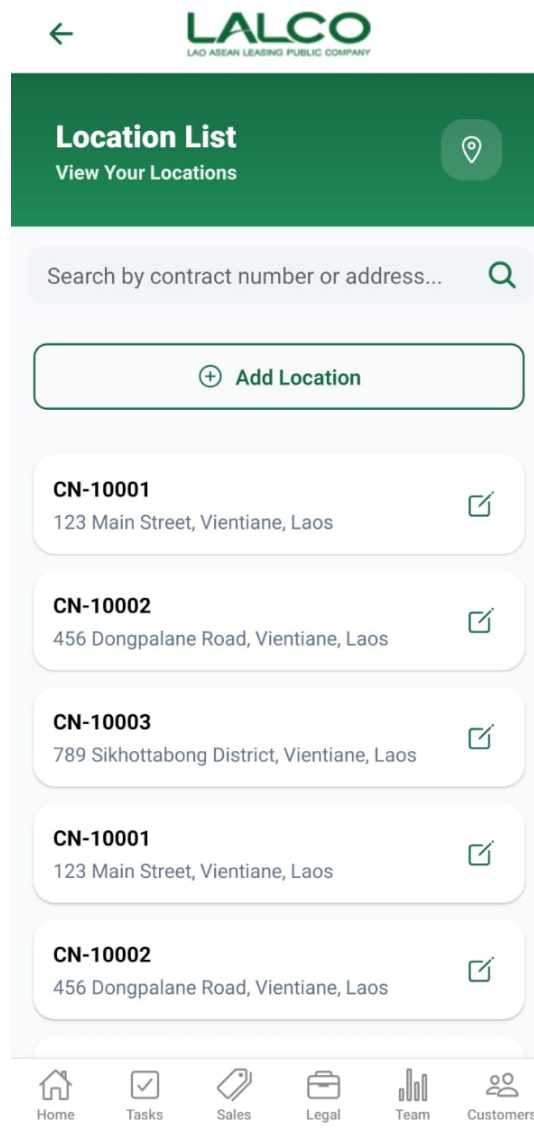 LALCO
LAO ASEAN LEASING PUBLIC COMPANY
Location List
View Your Locations
Search by contract number or address...
Add Location
CN-10001
123 Main Street, Vientiane, Laos
CN-10002
456 Dongpalane Road, Vientiane, Laos
CN-10003
789 Sikhottabong District, Vientiane, Laos
CN-10001
123 Main Street, Vientiane, Laos
CN-10002
456 Dongpalane Road, Vientiane, Laos
Home Tasks Sales Legal Team Customers